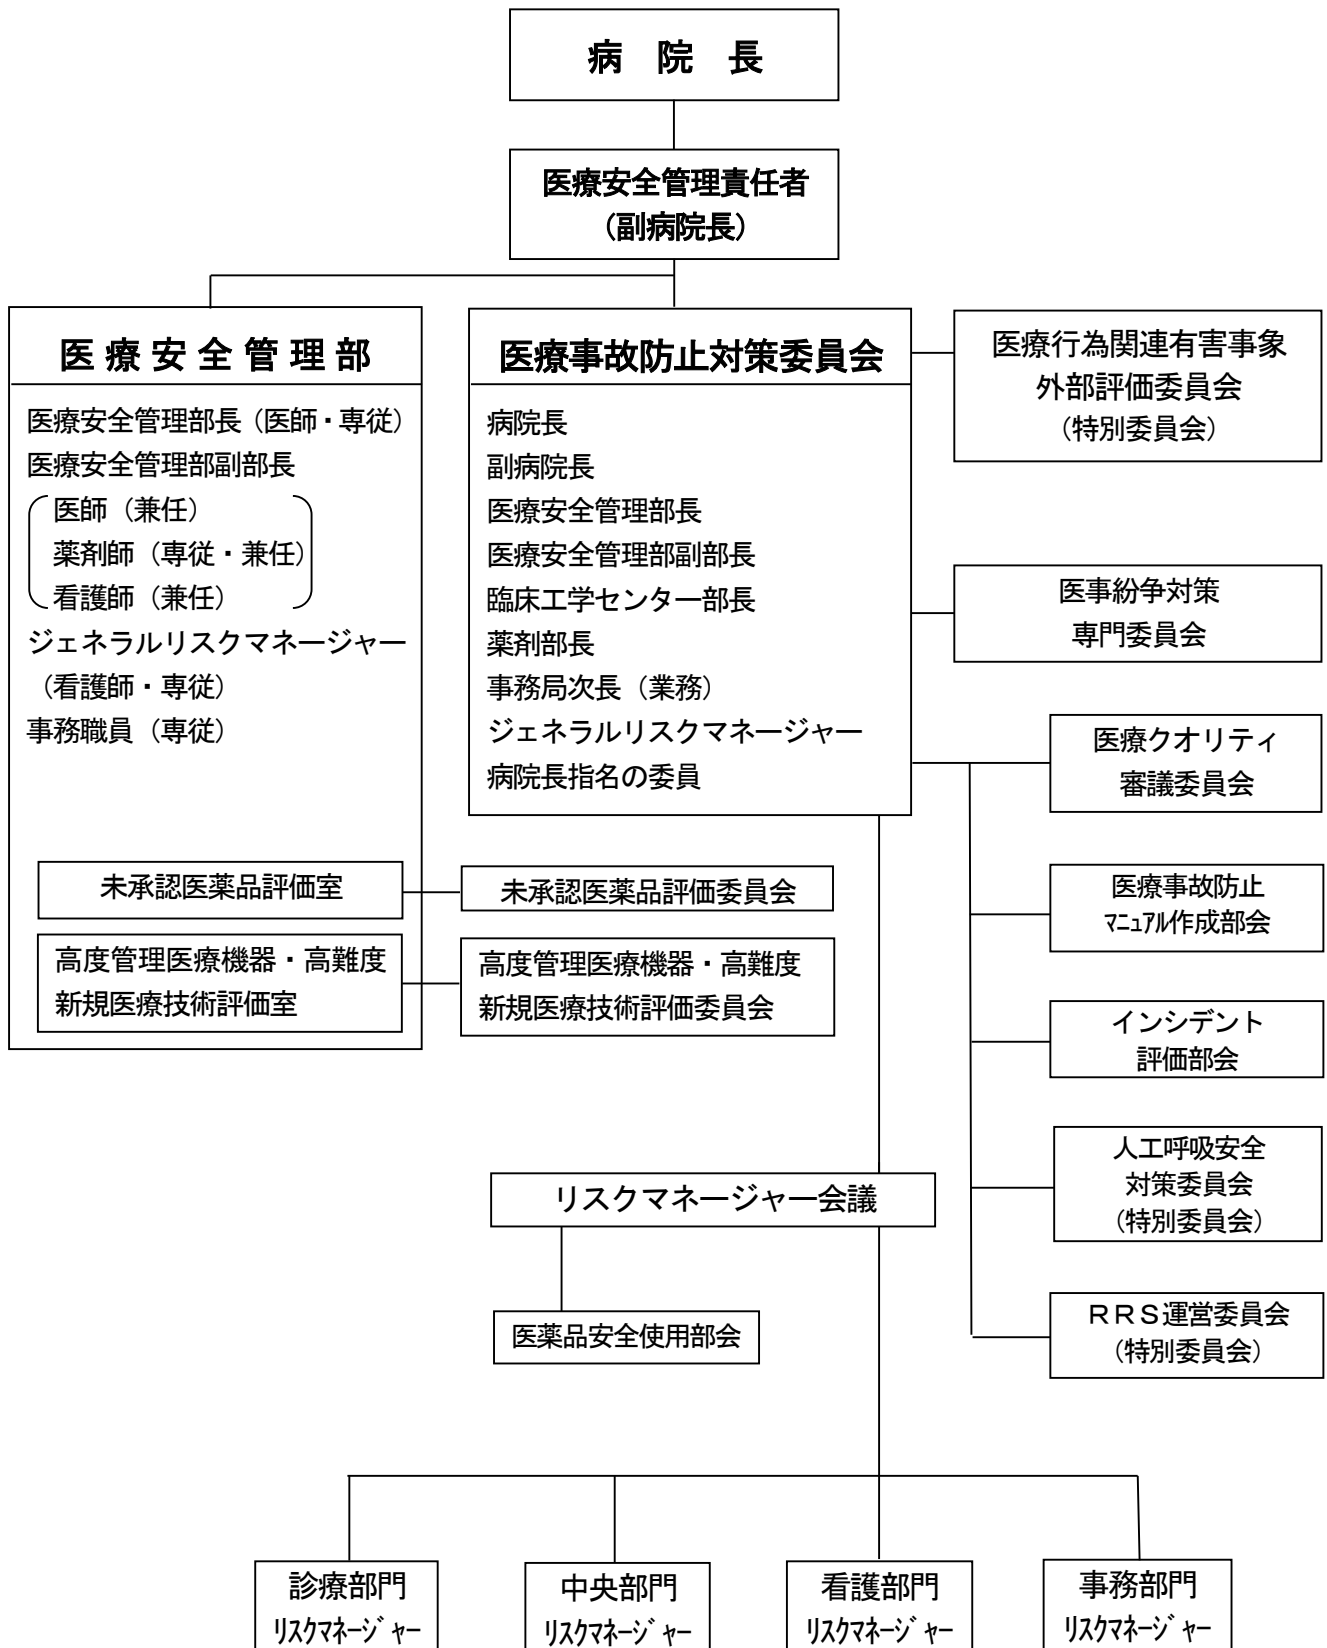 病 院 長
医療安全管理責任者
（副病院長）
医 療 安 全 管 理 部
医療安全管理部長（医師・専従）
医療安全管理部副部長
医師（兼任）
薬剤師（専従・兼任）
看護師（兼任）
ジェネラルリスクマネージャー
（看護師・専従）
事務職員（専従）
未承認医薬品評価室
高度管理医療機器・高難度
新規医療技術評価室
医療事故防止対策委員会
病院長
副病院長
医療安全管理部長
医療安全管理部副部長
臨床工学センター部長
薬剤部長
事務局次長（業務）
ジェネラルリスクマネージャー
病院長指名の委員
未承認医薬品評価委員会
高度管理医療機器・高難度
新規医療技術評価委員会
医療行為関連有害事象
外部評価委員会
（特別委員会）
医事紛争対策
専門委員会
医療クオリティ
審議委員会
医療事故防止
ﾏﾆｭｱﾙ作成部会
インシデント
評価部会
人工呼吸安全
対策委員会
（特別委員会）
ＲＲＳ運営委員会
（特別委員会）
リスクマネージャー会議
医薬品安全使用部会
診療部門
ﾘｽｸﾏﾈｰｼﾞｬｰ
中央部門
ﾘｽｸﾏﾈｰｼﾞｬｰ
看護部門
ﾘｽｸﾏﾈｰｼﾞｬｰ
事務部門
ﾘｽｸﾏﾈｰｼﾞｬｰ